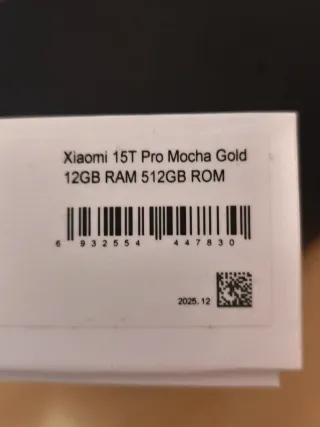 Xiaomi 15T Pro Mocha Gold
12GB RAM 512GB ROM
6 932554 447830
2025.12